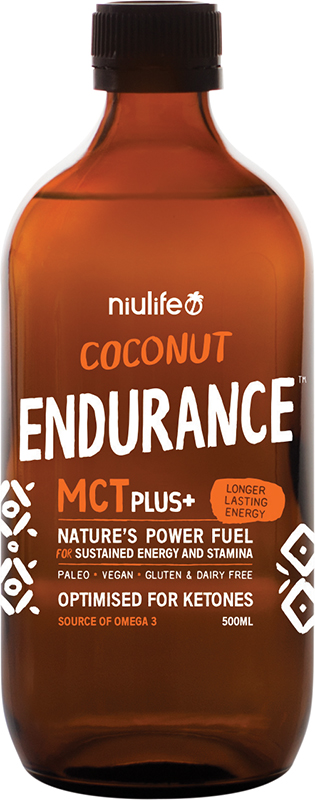 niulife
COCONUT
ENDURANCE™
MCT PLUS+
LONGER
LASTING
ENERGY
NATURE'S POWER FUEL
FOR SUSTAINED ENERGY AND STAMINA
PALEO • VEGAN • GLUTEN & DAIRY FREE
OPTIMISED FOR KETONES
SOURCE OF OMEGA 3 500ML